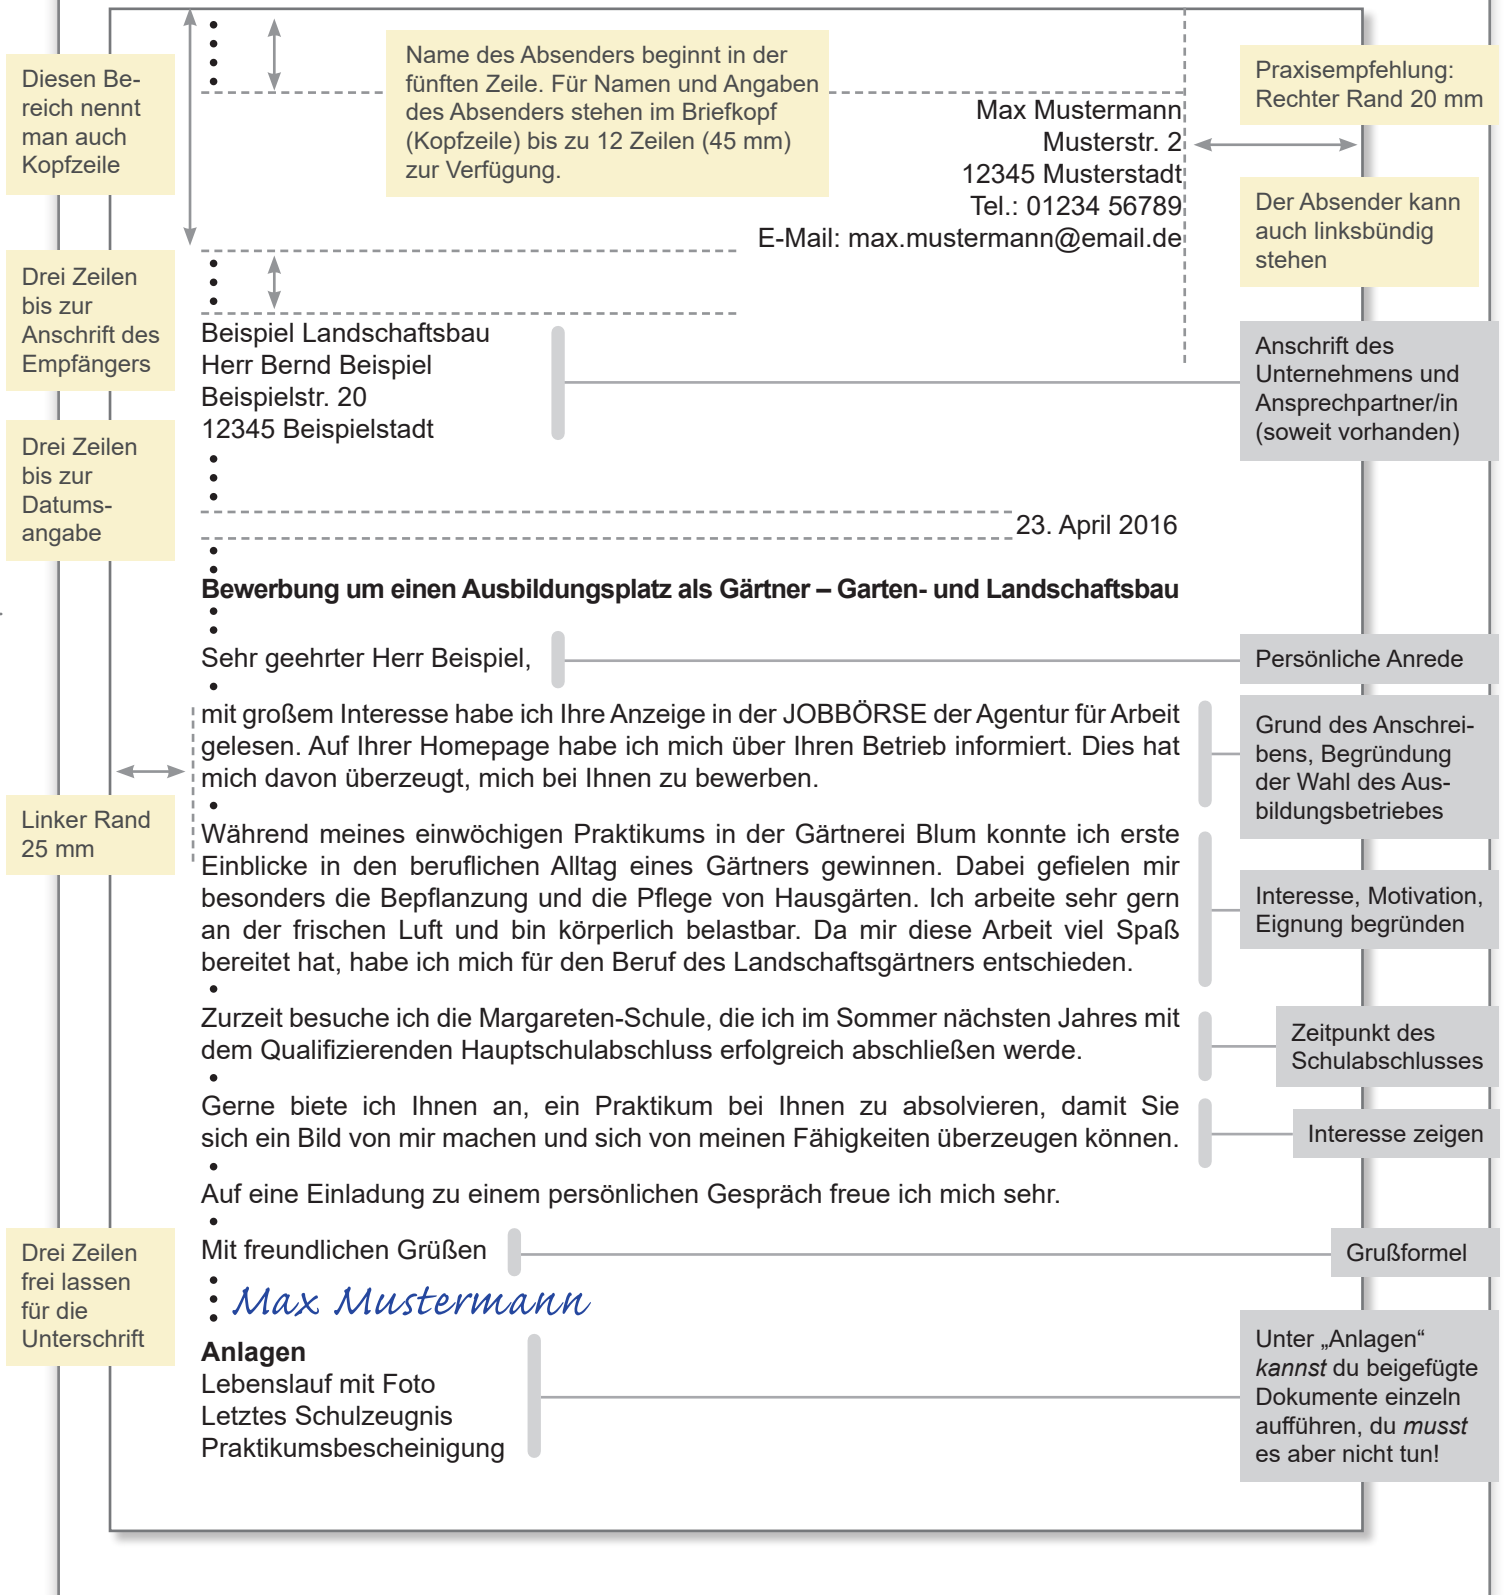 Diesen Be-
reich nennt
man auch
Kopfzeile
Name des Absenders beginnt in der
fünften Zeile. Für Namen und Angaben
des Absenders stehen im Briefkopf
(Kopfzeile) bis zu 12 Zeilen (45 mm)
zur Verfügung.
Praxisempfehlung:
Rechter Rand 20 mm
Max Mustermann
Musterstr. 2
12345 Musterstadt
Tel.: 01234 56789
E-Mail: max.mustermann@email.de
Der Absender kann
auch linksbündig
stehen
Drei Zeilen
bis zur
Anschrift des
Empfängers
Beispiel Landschaftsbau
Herr Bernd Beispiel
Beispielstr. 20
12345 Beispielstadt
Anschrift des
Unternehmens und
Ansprechpartner/in
(soweit vorhanden)
Drei Zeilen
bis zur
Datums-
angabe
23. April 2016
Bewerbung um einen Ausbildungsplatz als Gärtner – Garten- und Landschaftsbau
Sehr geehrter Herr Beispiel,
Persönliche Anrede
mit großem Interesse habe ich Ihre Anzeige in der JOBBÖRSE der Agentur für Arbeit
gelesen. Auf Ihrer Homepage habe ich mich über Ihren Betrieb informiert. Dies hat
mich davon überzeugt, mich bei Ihnen zu bewerben.
Grund des Anschrei-
bens, Begründung
der Wahl des Aus-
bildungsbetriebes
Linker Rand
25 mm
Während meines einwöchigen Praktikums in der Gärtnerei Blum konnte ich erste
Einblicke in den beruflichen Alltag eines Gärtners gewinnen. Dabei gefielen mir
besonders die Bepflanzung und die Pflege von Hausgärten. Ich arbeite sehr gern
an der frischen Luft und bin körperlich belastbar. Da mir diese Arbeit viel Spaß
bereitet hat, habe ich mich für den Beruf des Landschaftsgärtners entschieden.
Interesse, Motivation,
Eignung begründen
Zurzeit besuche ich die Margareten-Schule, die ich im Sommer nächsten Jahres mit
dem Qualifizierenden Hauptschulabschluss erfolgreich abschließen werde.
Zeitpunkt des
Schulabschlusses
Gerne biete ich Ihnen an, ein Praktikum bei Ihnen zu absolvieren, damit Sie
sich ein Bild von mir machen und sich von meinen Fähigkeiten überzeugen können.
Interesse zeigen
Auf eine Einladung zu einem persönlichen Gespräch freue ich mich sehr.
Mit freundlichen Grüßen
Grußformel
Drei Zeilen
frei lassen
für die
Unterschrift
Max Mustermann
Anlagen
Lebenslauf mit Foto
Letztes Schulzeugnis
Praktikumsbescheinigung
Unter „Anlagen“
kannst du beigefügte
Dokumente einzeln
aufführen, du musst
es aber nicht tun!